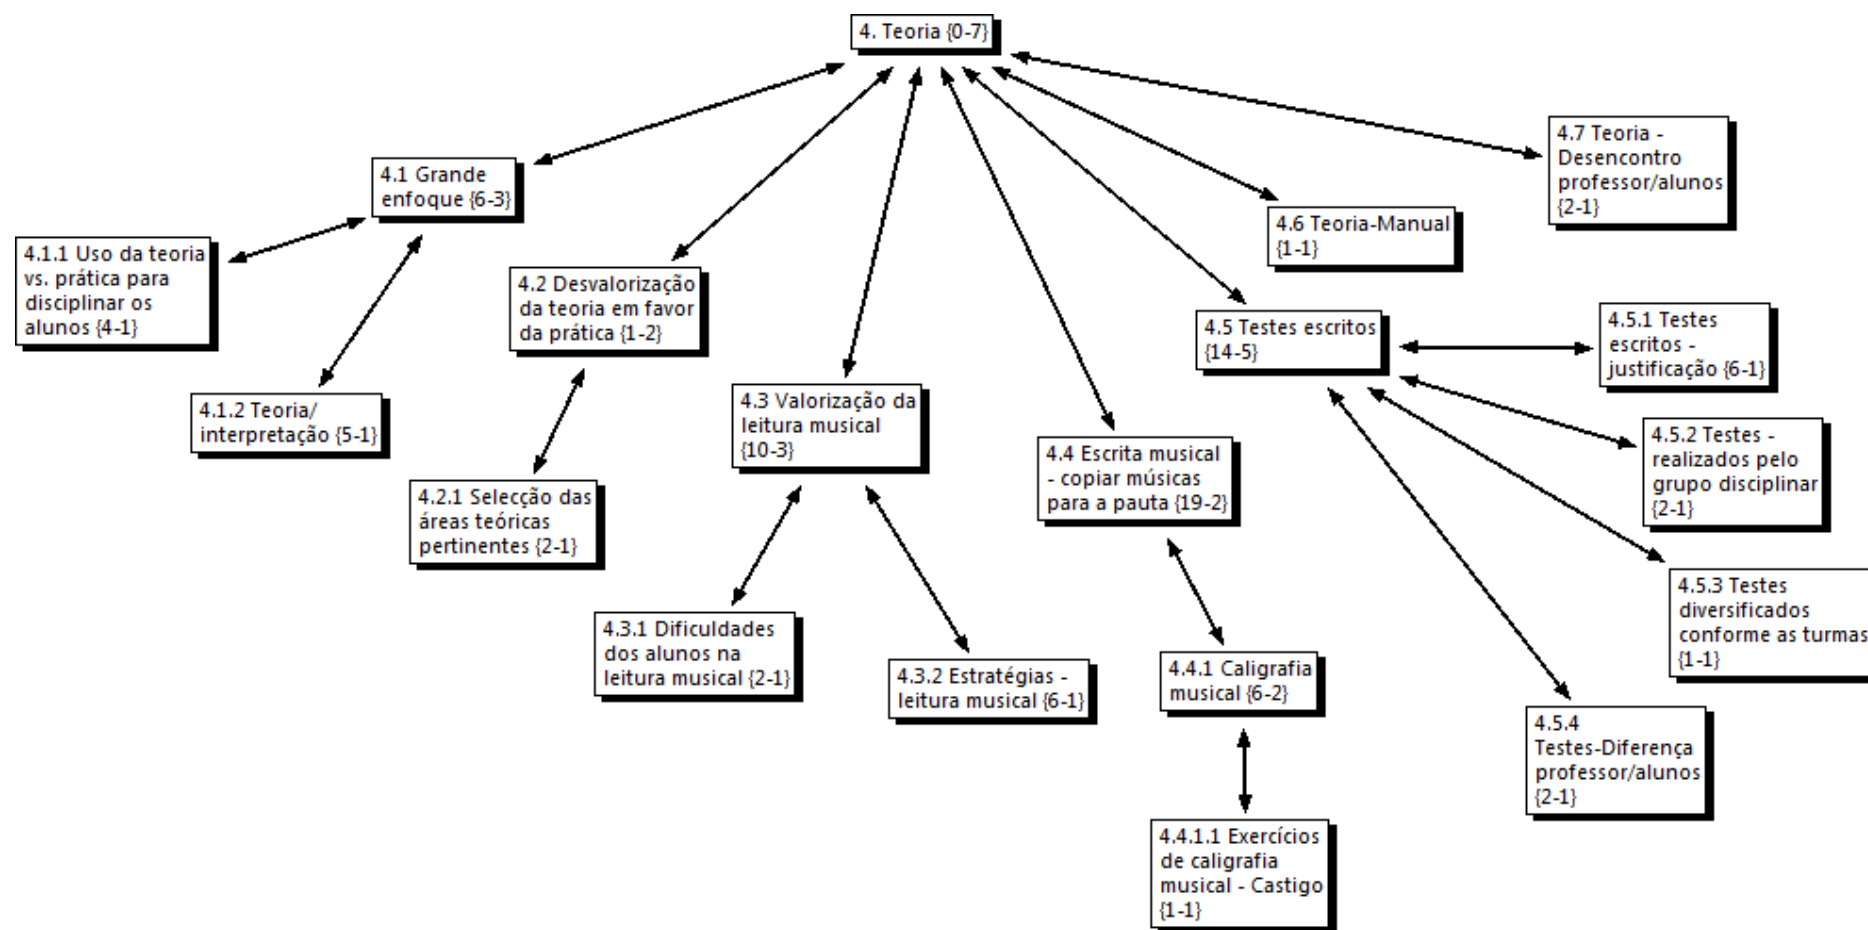 4. Teoria {0-7}
4.1 Grande
enfoque {6-3}
4.1.1 Uso da teoria
vs. prática para
disciplinar os
alunos {4-1}
4.1.2 Teoria/
interpretação {5-1}
4.2 Desvalorização
da teoria em favor
da prática {1-2}
4.2.1 Selecção das
áreas teóricas
pertinentes {2-1}
4.3 Valorização da
leitura musical
{10-3}
4.3.1 Dificuldades
dos alunos na
leitura musical {2-1}
4.3.2 Estratégias -
leitura musical {6-1}
4.4 Escrita musical
- copiar músicas
para a pauta {19-2}
4.4.1 Caligrafia
musical {6-2}
4.4.1.1 Exercícios
de caligrafia
musical - Castigo
{1-1}
4.5 Testes escritos
{14-5}
4.5.1 Testes
escritos -
justificação {6-1}
4.5.2 Testes -
realizados pelo
grupo disciplinar
{2-1}
4.5.3 Testes
diversificados
conforme as turmas
{1-1}
4.5.4
Testes-Diferença
professor/alunos
{2-1}
4.6 Teoria-Manual
{1-1}
4.7 Teoria -
Desencontro
professor/alunos
{2-1}